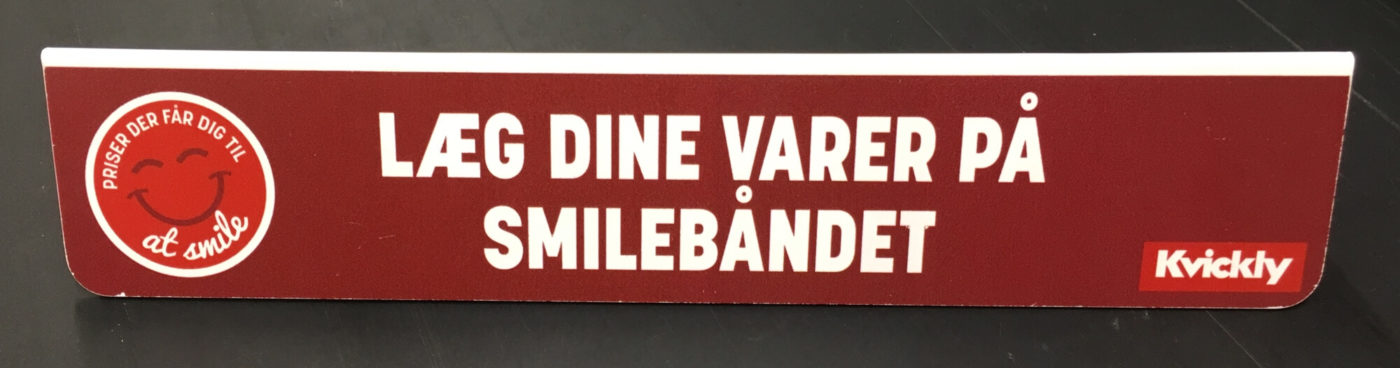 PRISER DER FÅR DIG TIL
at smile
LÆG DINE VARER PÅ
SMILEBÅNDET
Kvickly